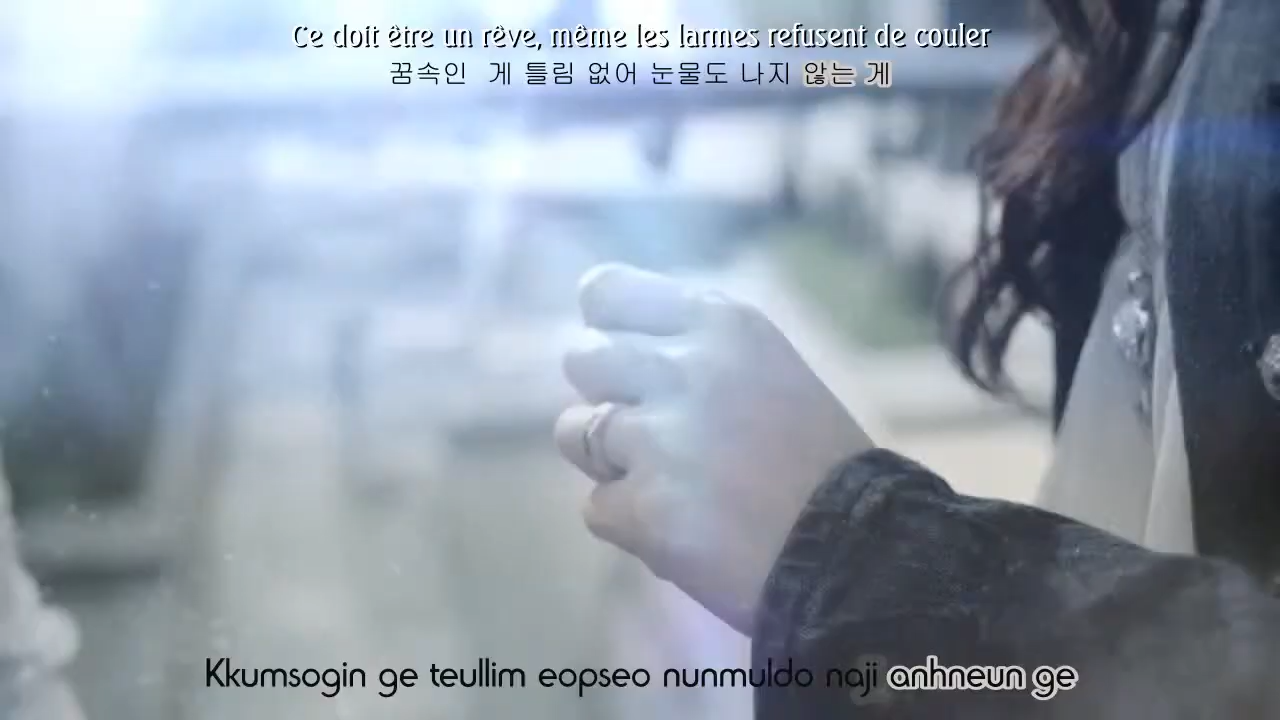 Ce doit être un rêve, même les larmes refusent de couler
꿈속인 게 틀림 없어 눈물도 나지 않는 게
Kkumsogin ge teullim eopseo nunmuldo naji anhneun ge